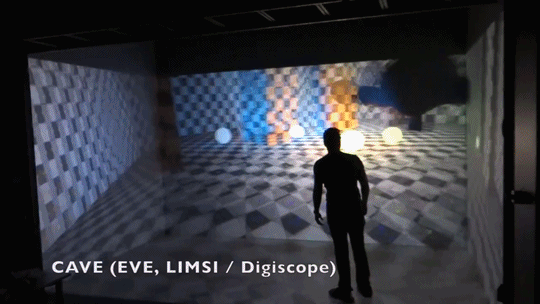 CAVE (EVE, LIMSI / Digiscope)